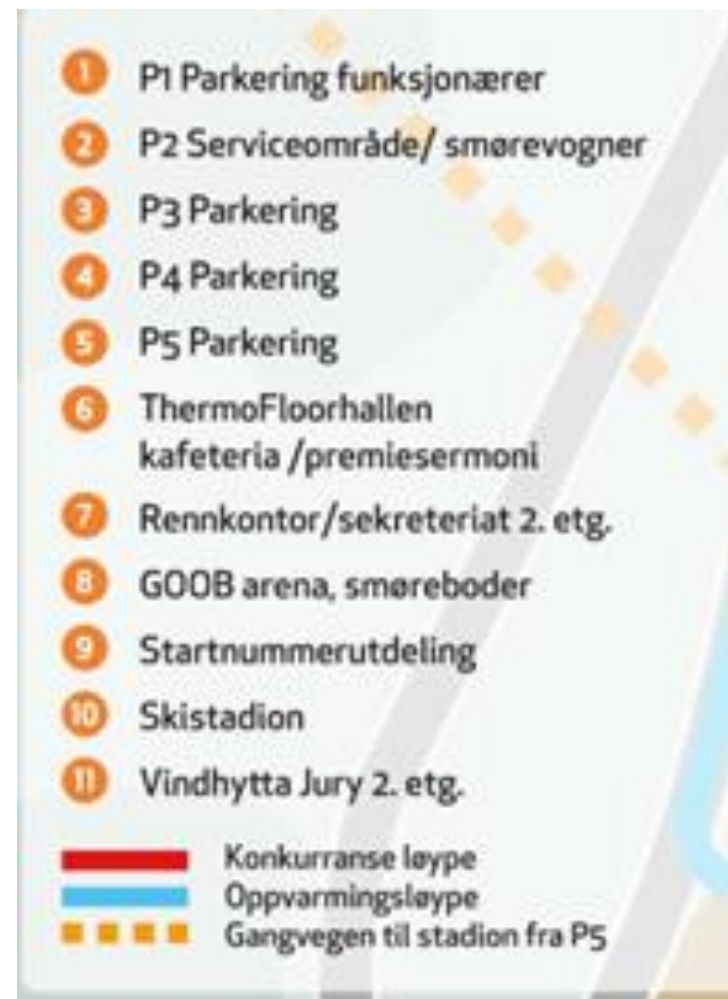 1 P1 Parkering funksjonærer
2 P2 Serviceområde/ smørevogner
3 P3 Parkering
4 P4 Parkering
5 P5 Parkering
6 ThermoFloorhallen
kafeteria /premiesermoni
7 Rennkontor/sekreteriat 2. etg.
8 GOOB arena, smøreboder
9 Startnummerutdeling
10 Skistadion
11 Vindhytta Jury 2. etg.
Konkurranse løype
Oppvarmingsløype
Gangvegen til stadion fra P5